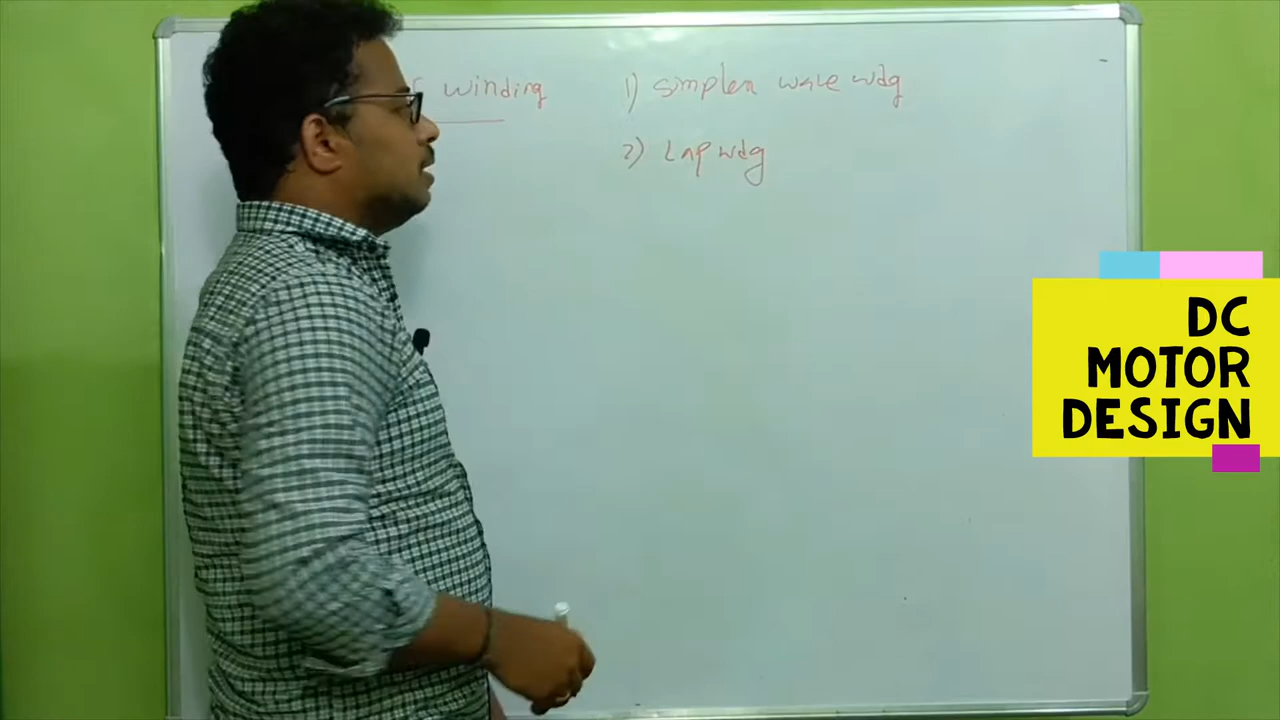 winding
1) simplex wave wdg
2) Lap wdg
DC
MOTOR
DESIGN